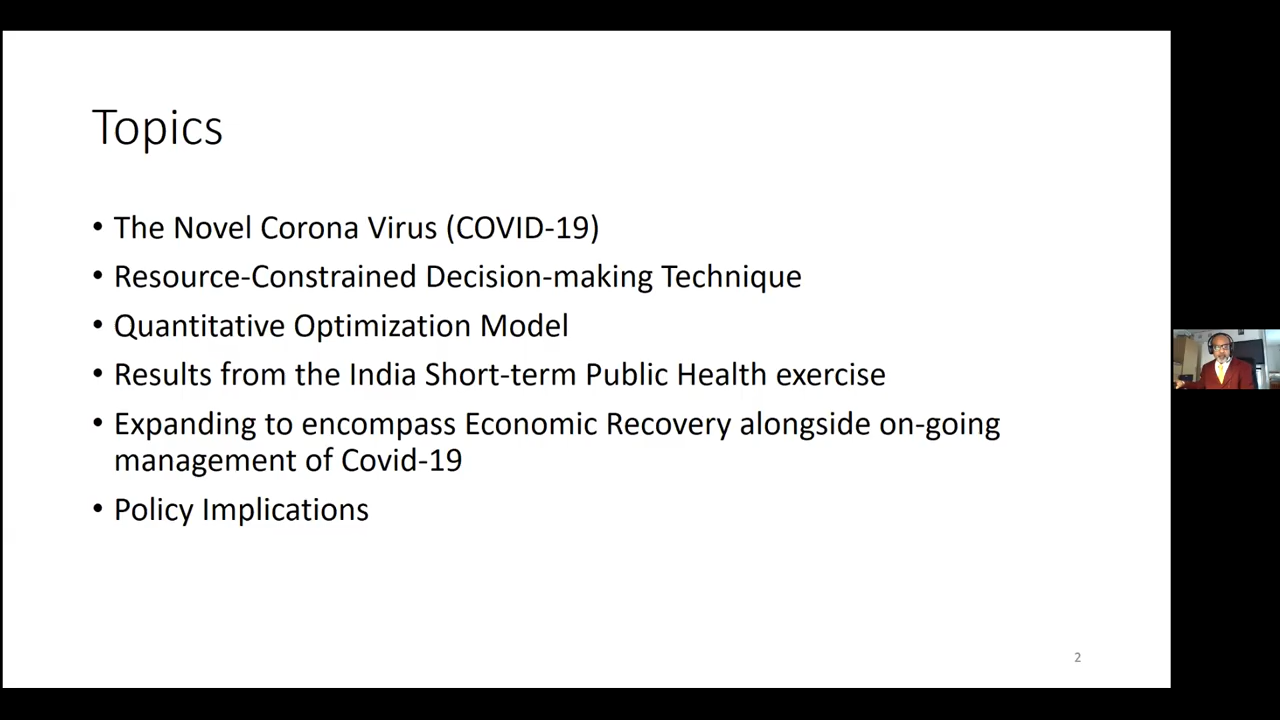 Topics
• The Novel Corona Virus (COVID-19)
• Resource-Constrained Decision-making Technique
• Quantitative Optimization Model
• Results from the India Short-term Public Health exercise
• Expanding to encompass Economic Recovery alongside on-going
management of Covid-19
• Policy Implications
2